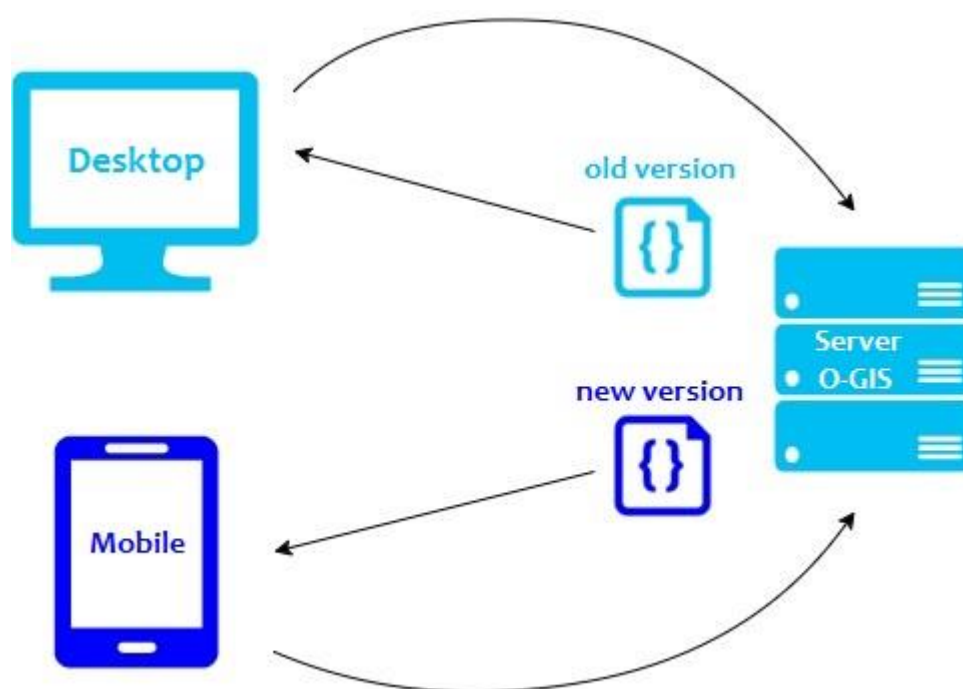 Desktop
old version
{}
Server
O-GIS
new version
{}
Mobile